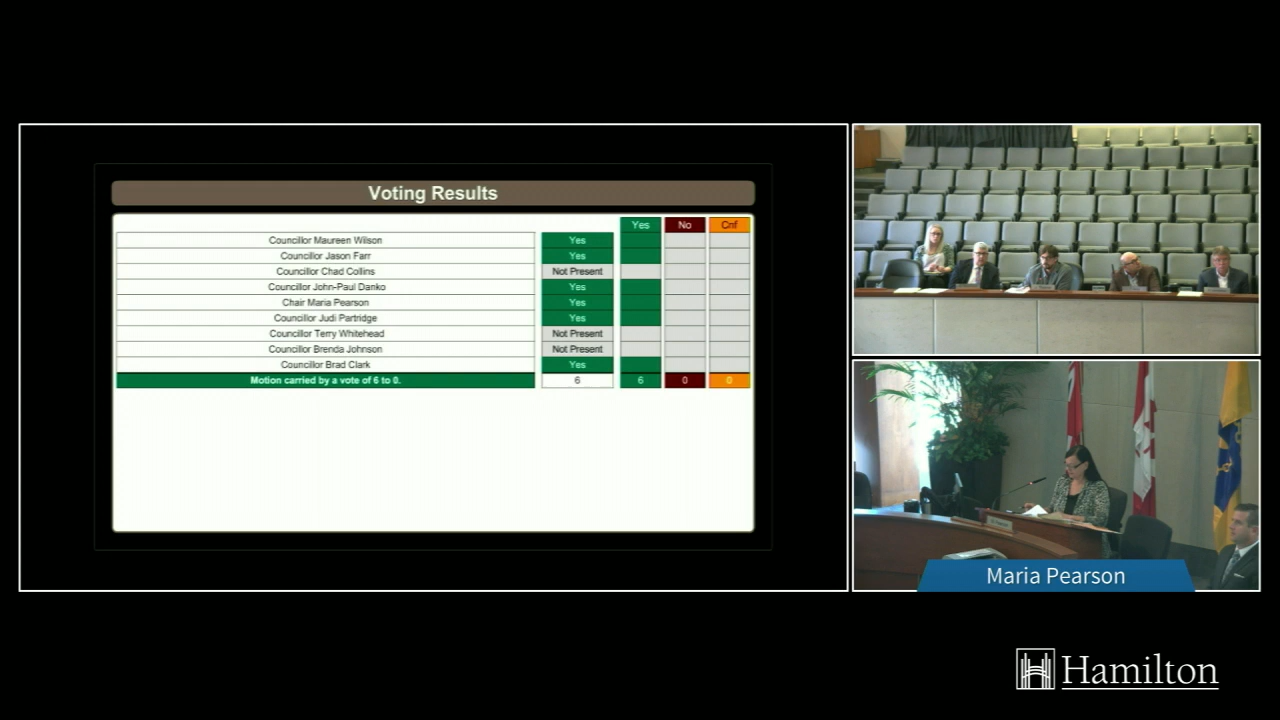 Voting Results
Yes No Cnf
Councillor Maureen Wilson Yes
Councillor Jason Farr Yes
Councillor Chad Collins Not Present
Councillor John-Paul Danko Yes
Chair Maria Pearson Yes
Councillor Judi Partridge Yes
Councillor Terry Whitehead Not Present
Councillor Brenda Johnson Not Present
Councillor Brad Clark Yes
Motion carried by a vote of 6 to 0. 6 6 0 0
Maria Pearson
Hamilton